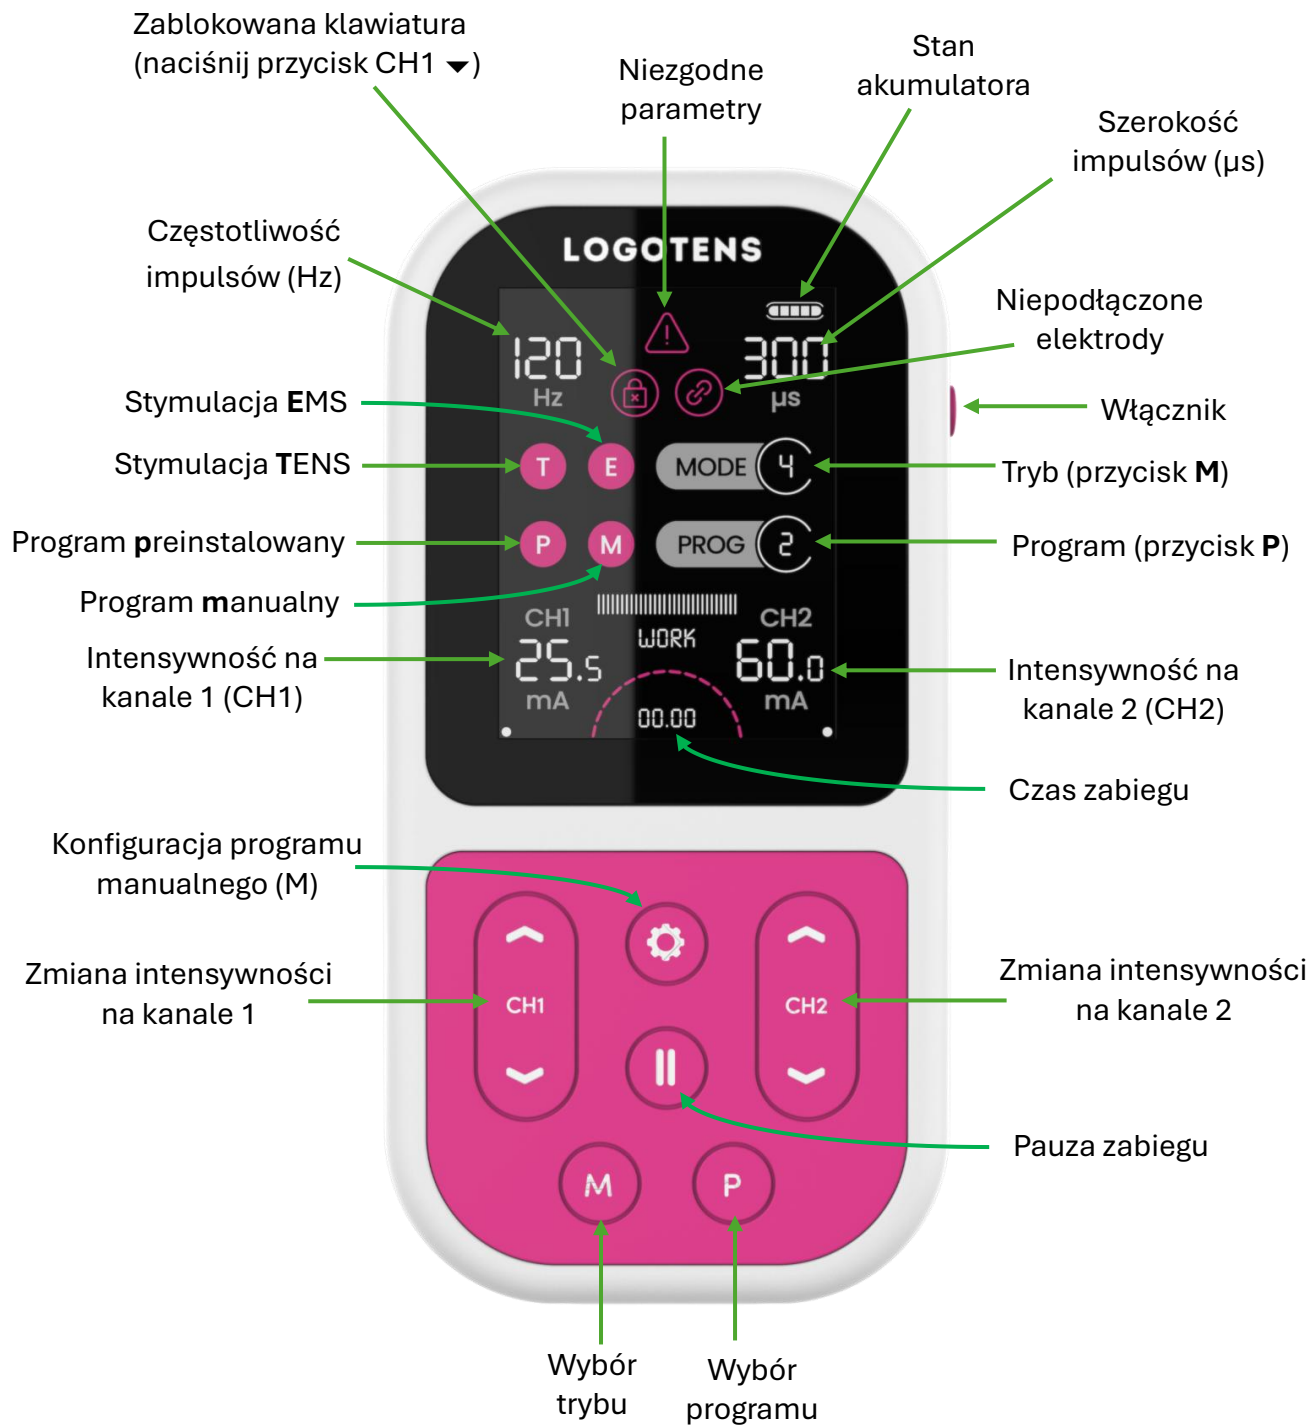 Zablokowana klawiatura
(naciśnij przycisk CH1 ▼)
Niezgodne
parametry
Stan
akumulatora
Szerokość
impulsów (µs)
Częstotliwość
impulsów (Hz)
LOGOTENS
Niepodłączone
elektrody
120
Hz
300
µs
Stymulacja EMS
Włącznik
Stymulacja TENS
T E MODE 4
Tryb (przycisk M)
Program preinstalowany
P M PROG 2
Program (przycisk P)
Program manualny
CH1
CH2
WORK
Intensywność na
kanale 1 (CH1)
25.5
mA
60.0
mA
Intensywność na
kanale 2 (CH2)
00.00
Czas zabiegu
Konfiguracja programu
manualnego (M)
Zmiana intensywności
na kanale 1
CH1
CH2
Zmiana intensywności
na kanale 2
Pauza zabiegu
M
P
Wybór
trybu
Wybór
programu